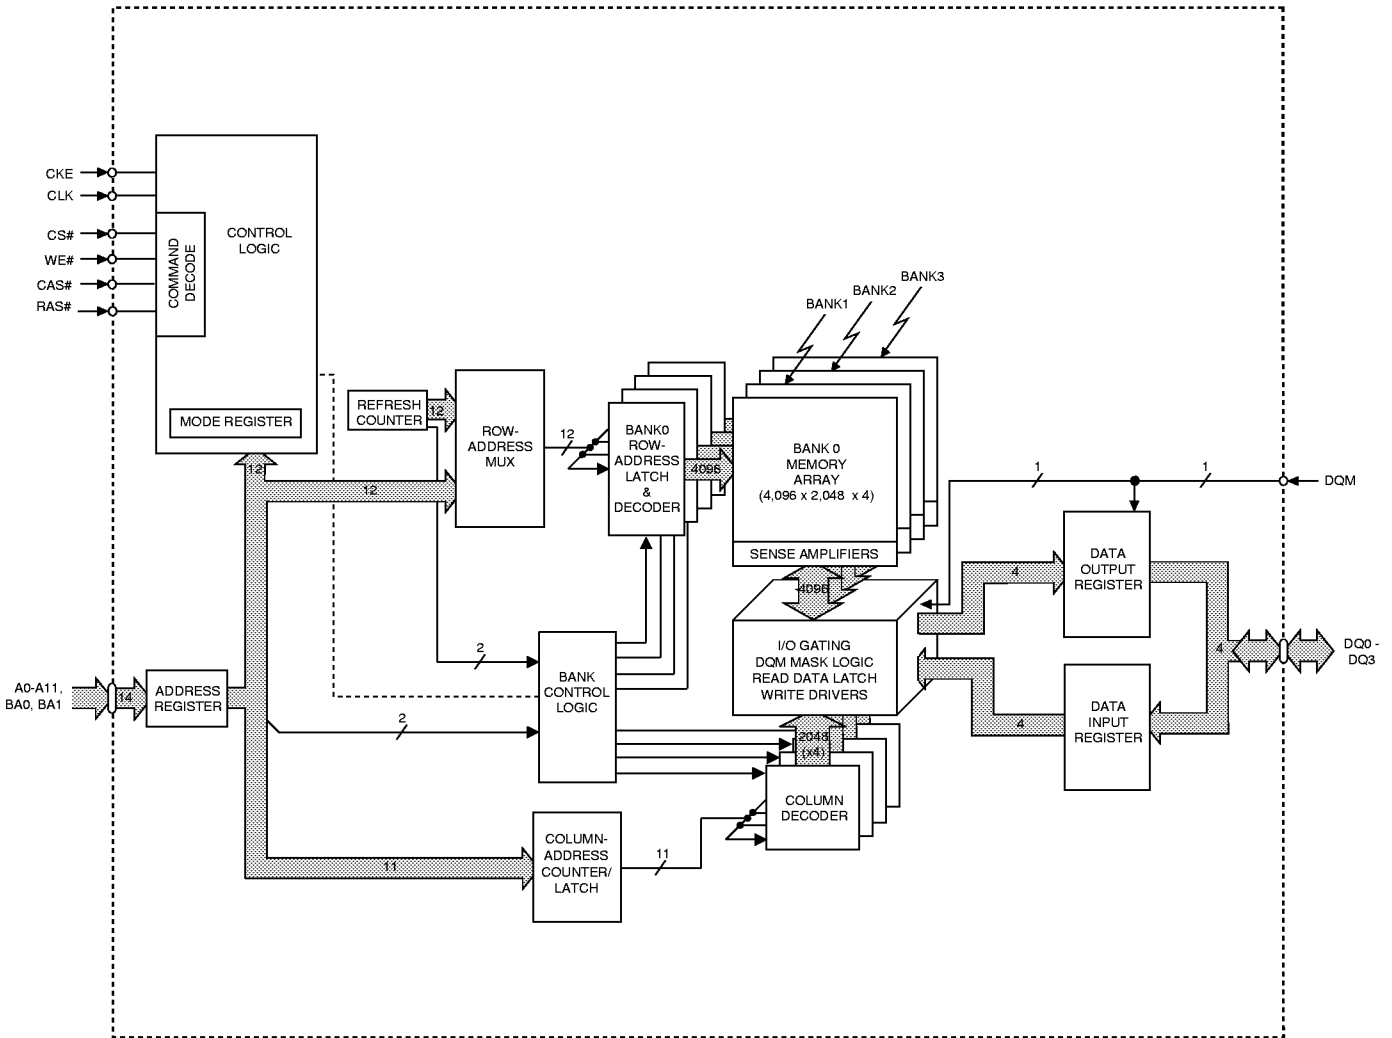 CKE
CLK
CS#
WE#
CAS#
RAS#
COMMAND
DECODE
CONTROL
LOGIC
MODE REGISTER
12
REFRESH
COUNTER
12
12
ROW-
ADDRESS
MUX
12
BANK0
ROW-
ADDRESS
LATCH
&
DECODER
4096
BANK1
BANK2
BANK3
BANK 0
MEMORY
ARRAY
(4,096 x 2,048 x 4)
SENSE AMPLIFIERS
4096
I/O GATING
DQM MASK LOGIC
READ DATA LATCH
WRITE DRIVERS
2048
(x4)
COLUMN
DECODER
1
1
DQM
DATA
OUTPUT
REGISTER
4
4
DATA
INPUT
REGISTER
4
DQ0 -
DQ3
A0-A11,
BA0, BA1
14
ADDRESS
REGISTER
2
2
BANK
CONTROL
LOGIC
11
COLUMN-
ADDRESS
COUNTER/
LATCH
11